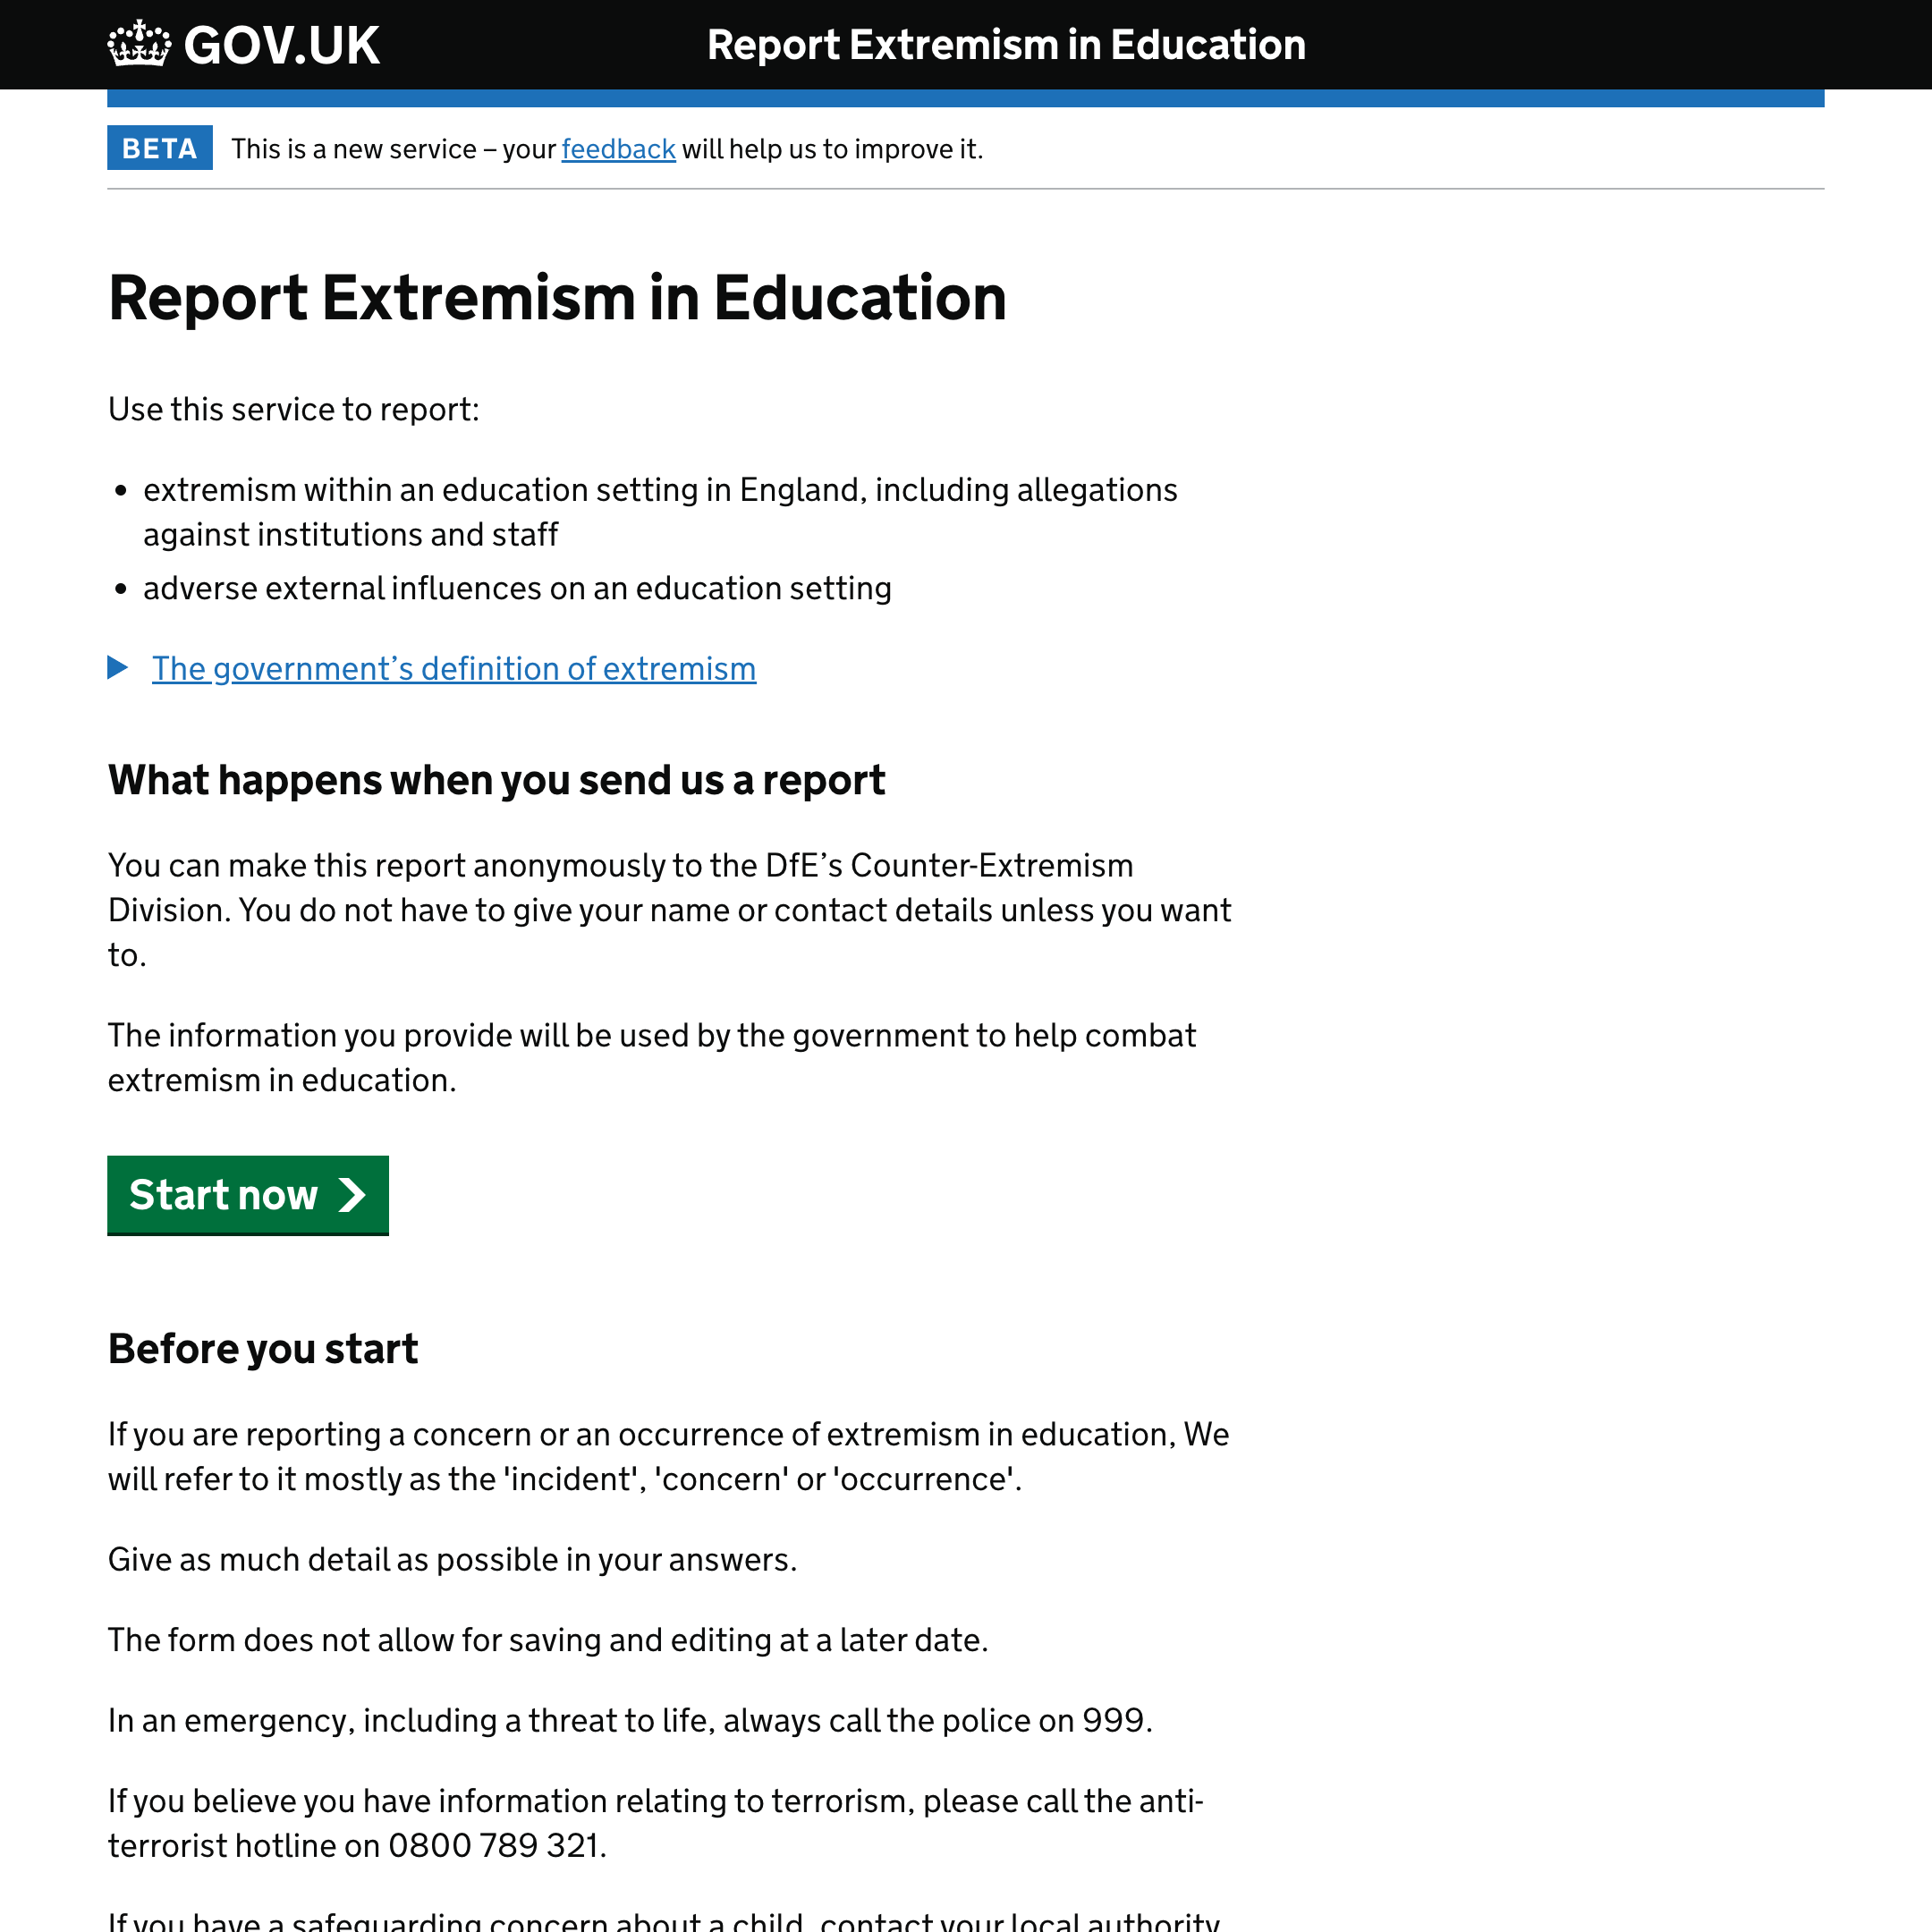 GOV.UK
Report Extremism in Education
BETA
This is a new service – your feedback will help us to improve it.
Report Extremism in Education
Use this service to report:
• extremism within an education setting in England, including allegations
against institutions and staff
• adverse external influences on an education setting
The government’s definition of extremism
What happens when you send us a report
You can make this report anonymously to the DfE’s Counter-Extremism
Division. You do not have to give your name or contact details unless you want
to.
The information you provide will be used by the government to help combat
extremism in education.
Start now
Before you start
If you are reporting a concern or an occurrence of extremism in education, We
will refer to it mostly as the 'incident', 'concern' or 'occurrence'.
Give as much detail as possible in your answers.
The form does not allow for saving and editing at a later date.
In an emergency, including a threat to life, always call the police on 999.
If you believe you have information relating to terrorism, please call the anti-
terrorist hotline on 0800 789 321.
If you have a safeguarding concern about a child, contact your local authority